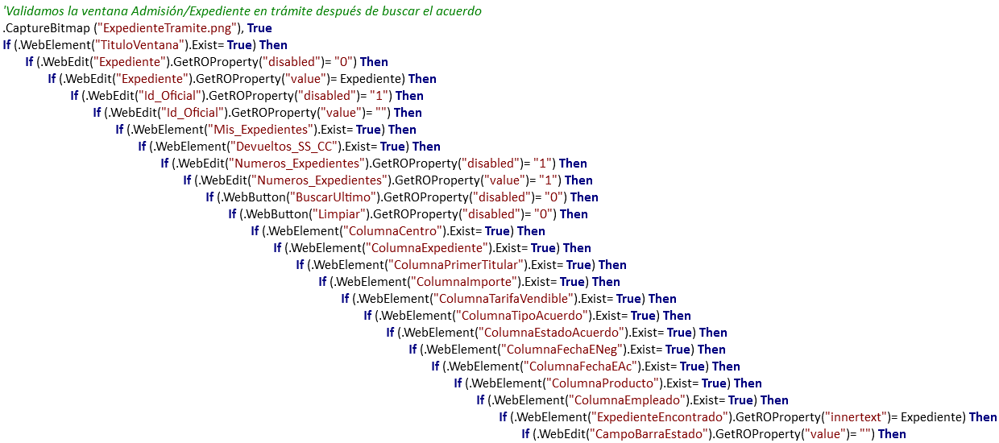 'Validamos la ventana Admisión/Expediente en trámite después de buscar el acuerdo
.CaptureBitmap ("ExpedienteTramite.png"), True
If (.WebElement("TituloVentana").Exist= True) Then
If (.WebEdit("Expediente").GetROProperty("disabled")= "0") Then
If (.WebEdit("Expediente").GetROProperty("value")= Expediente) Then
If (.WebEdit("Id_Oficial").GetROProperty("disabled")= "1") Then
If (.WebEdit("Id_Oficial").GetROProperty("value")= "") Then
If (.WebElement("Mis_Expedientes").Exist= True) Then
If (.WebElement("Devueltos_SS_CC").Exist= True) Then
If (.WebEdit("Numeros_Expedientes").GetROProperty("disabled")= "1") Then
If (.WebEdit("Numeros_Expedientes").GetROProperty("value")= "1") Then
If (.WebButton("BuscarUltimo").GetROProperty("disabled")= "0") Then
If (.WebButton("Limpiar").GetROProperty("disabled")= "0") Then
If (.WebElement("ColumnaCentro").Exist= True) Then
If (.WebElement("ColumnaExpediente").Exist= True) Then
If (.WebElement("ColumnaPrimerTitular").Exist= True) Then
If (.WebElement("ColumnaImporte").Exist= True) Then
If (.WebElement("ColumnaTarifaVendible").Exist= True) Then
If (.WebElement("ColumnaTipoAcuerdo").Exist= True) Then
If (.WebElement("ColumnaEstadoAcuerdo").Exist= True) Then
If (.WebElement("ColumnaFechaENeg").Exist= True) Then
If (.WebElement("ColumnaFechaEAc").Exist= True) Then
If (.WebElement("ColumnaProducto").Exist= True) Then
If (.WebElement("ColumnaEmpleado").Exist= True) Then
If (.WebElement("ExpedienteEncontrado").GetROProperty("innertext")= Expediente) Then
If (.WebEdit("CampoBarraEstado").GetROProperty("value")= "") Then